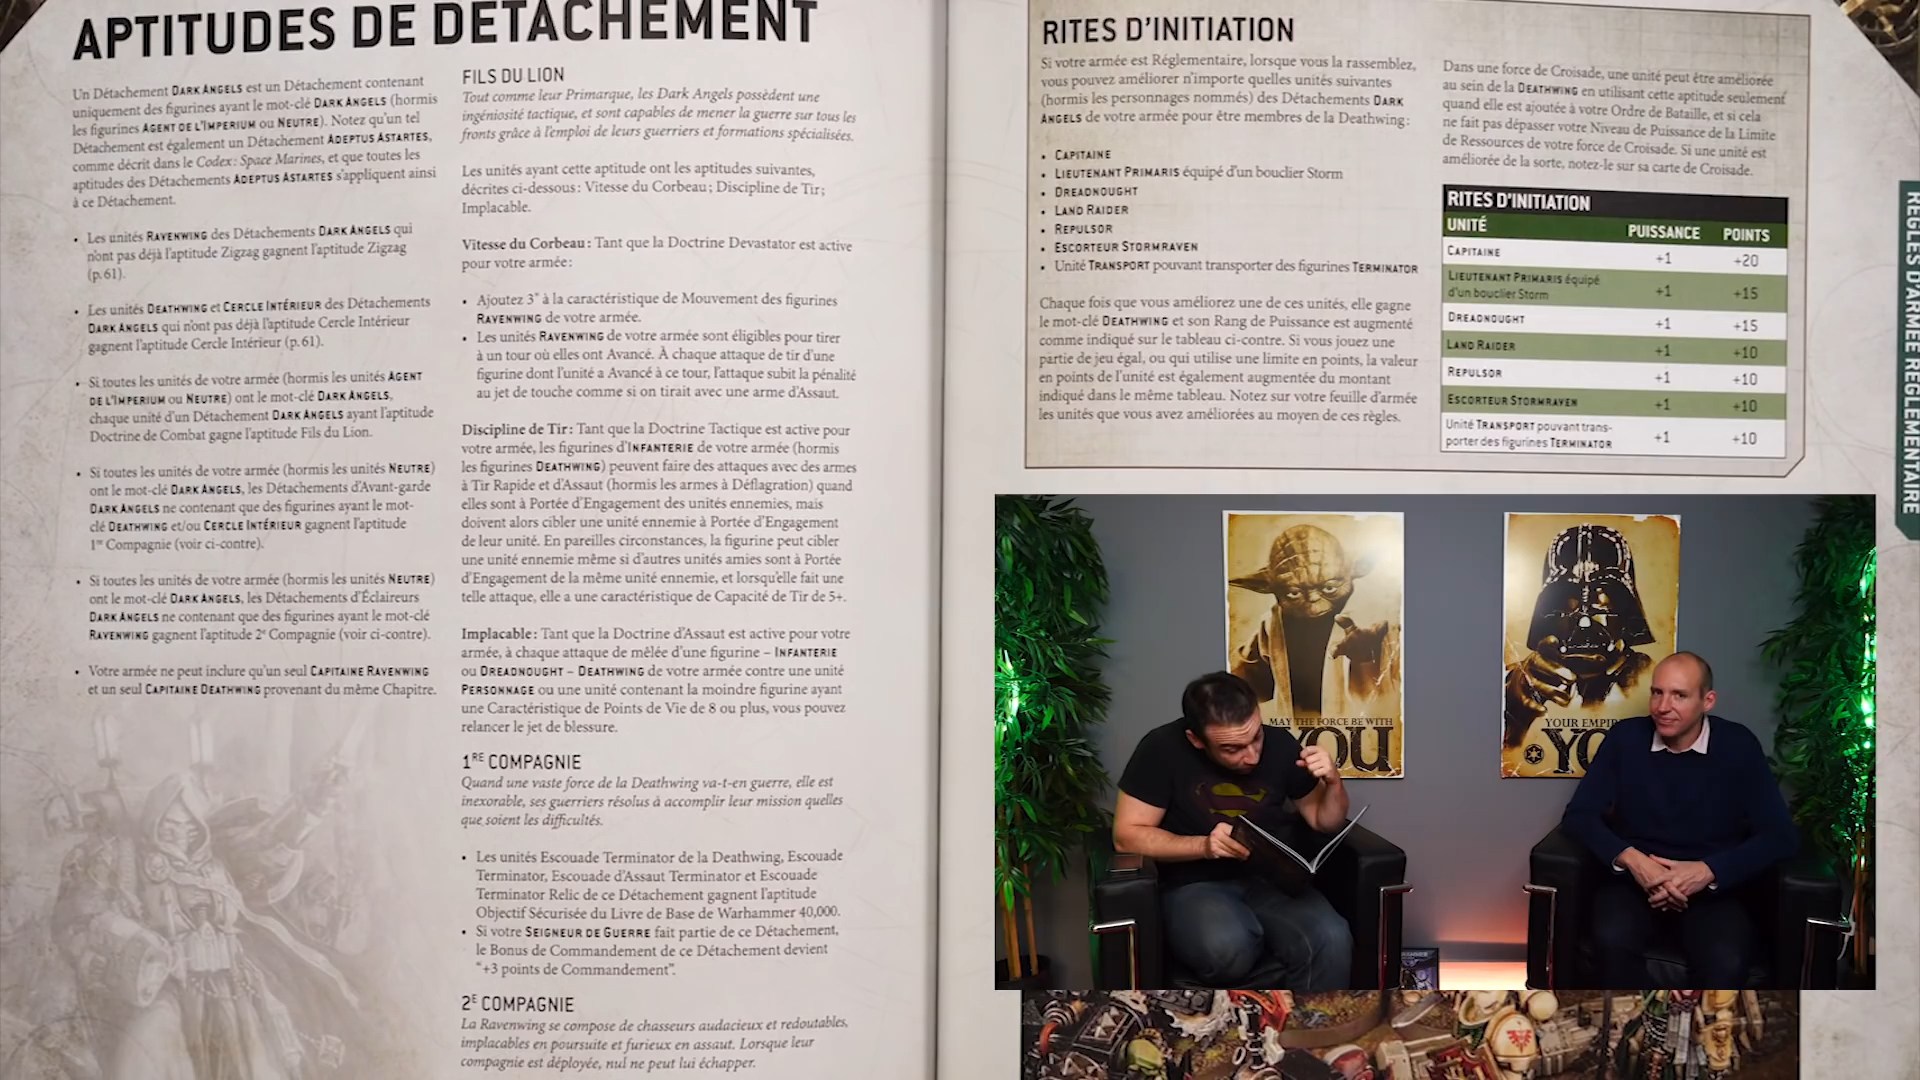 APTITUDES DE DÉTACHEMENT
Un Détachement DARK ANGELS est un Détachement contenant
uniquement des figurines ayant le mot-clé DARK ANGELS (hormis
les figurines AGENT DE L'IMPERIUM ou NEUTRE). Notez qu'un tel
Détachement est également un Détachement ADEPTUS ASTARTES,
comme décrit dans le Codex: Space Marines, et que toutes les
aptitudes des Détachements ADEPTUS ASTARTES s'appliquent ainsi
à ce Détachement.
• Les unités RAVENWING des Détachements DARK ANGELS qui
n'ont pas déjà l'aptitude Zigzag gagnent l'aptitude Zigzag
(p.61).
• Les unités DEATHWING et CERCLE INTÉRIEUR des Détachements
DARK ANGELS qui n'ont pas déjà l'aptitude Cercle Intérieur
gagnent l'aptitude Cercle Intérieur (p.61).
• Si toutes les unités de votre armée (hormis les unités AGENT
DE L'IMPERIUM ou NEUTRE) ont le mot-clé DARK ANGELS,
chaque unité d'un Détachement DARK ANGELS ayant l'aptitude
Doctrine de Combat gagne l'aptitude Fils du Lion.
• Si toutes les unités de votre armée (hormis les unités NEUTRE)
ont le mot-clé DARK ANGELS, les Détachements d'Avant-garde
DARK ANGELS ne contenant que des figurines ayant le mot-
clé DEATHWING et/ou CERCLE INTÉRIEUR gagnent l'aptitude
1re Compagnie (voir ci-contre).
• Si toutes les unités de votre armée (hormis les unités NEUTRE)
ont le mot-clé DARK ANGELS, les Détachements d'Éclaireurs
DARK ANGELS ne contenant que des figurines ayant le mot-clé
RAVENWING gagnent l'aptitude 2e Compagnie (voir ci-contre).
• Votre armée ne peut inclure qu'un seul CAPITAINE RAVENWING
et un seul CAPITAINE DEATHWING provenant du même Chapitre.
FILS DU LION
Tout comme leur Primarque, les Dark Angels possèdent une
ingéniosité tactique, et sont capables de mener la guerre sur tous les
fronts grâce à l'emploi de leurs guerriers et formations spécialisées.
Les unités ayant cette aptitude ont les aptitudes suivantes,
décrites ci-dessous : Vitesse du Corbeau ; Discipline de Tir ;
Implacable.
Vitesse du Corbeau : Tant que la Doctrine Devastator est active
pour votre armée :
• Ajoutez 3" à la caractéristique de Mouvement des figurines
RAVENWING de votre armée.
• Les unités RAVENWING de votre armée sont éligibles pour tirer
à un tour où elles ont Avancé. À chaque attaque de tir d'une
figurine dont l'unité a Avancé à ce tour, l'attaque subit la pénalité
au jet de touche comme si on tirait avec une arme d'Assaut.
Discipline de Tir : Tant que la Doctrine Tactique est active pour
votre armée, les figurines d'INFANTERIE de votre armée (hormis
les figurines DEATHWING) peuvent faire des attaques avec des armes
à Tir Rapide et d'Assaut (hormis les armes à Déflagration) quand
elles sont à Portée d'Engagement des unités ennemies, mais
doivent alors cibler une unité ennemie à Portée d'Engagement
de leur unité. En pareilles circonstances, la figurine peut cibler
une unité ennemie même si d'autres unités amies sont à Portée
d'Engagement de la même unité ennemie, et lorsqu'elle fait une
telle attaque, elle a une caractéristique de Capacité de Tir de 5+.
Implacable : Tant que la Doctrine d'Assaut est active pour votre
armée, à chaque attaque de mêlée d'une figurine – INFANTERIE
ou DREADNOUGHT – DEATHWING de votre armée contre une unité
PERSONNAGE ou une unité contenant la moindre figurine ayant
une Caractéristique de Points de Vie de 8 ou plus, vous pouvez
relancer le jet de blessure.
1RE COMPAGNIE
Quand une vaste force de la Deathwing va-t-en guerre, elle est
inexorable, ses guerriers résolus à accomplir leur mission quelles
que soient les difficultés.
• Les unités Escouade Terminator de la Deathwing, Escouade
Terminator, Escouade d'Assaut Terminator et Escouade
Terminator Relic de ce Détachement gagnent l'aptitude
Objectif Sécurisée du Livre de Base de Warhammer 40,000.
• Si votre SEIGNEUR DE GUERRE fait partie de ce Détachement,
le Bonus de Commandement de ce Détachement devient
"+3 points de Commandement".
2E COMPAGNIE
La Ravenwing se compose de chasseurs audacieux et redoutables,
implacables en poursuite et furieux en assaut. Lorsque leur
compagnie est déployée, nul ne peut lui échapper.
RITES D'INITIATION
Si votre armée est Réglementaire, lorsque vous la rassemblez,
vous pouvez améliorer n'importe quelles unités suivantes
(hormis les personnages nommés) des Détachements DARK
ANGELS de votre armée pour être membres de la Deathwing :
• CAPITAINE
• LIEUTENANT PRIMARIS équipé d'un bouclier Storm
• DREADNOUGHT
• LAND RAIDER
• REPULSOR
• ESCORTEUR STORMRAVEN
• Unité TRANSPORT pouvant transporter des figurines TERMINATOR
Chaque fois que vous améliorez une de ces unités, elle gagne
le mot-clé DEATHWING et son Rang de Puissance est augmenté
comme indiqué sur le tableau ci-contre. Si vous jouez une
partie de jeu égal, ou qui utilise une limite en points, la valeur
en points de l'unité est également augmentée du montant
indiqué dans le même tableau. Notez sur votre feuille d'armée
les unités que vous avez améliorées au moyen de ces règles.
Dans une force de Croisade, une unité peut être améliorée
au sein de la DEATHWING en utilisant cette aptitude seulement
quand elle est ajoutée à votre Ordre de Bataille, et si cela
ne fait pas dépasser votre Niveau de Puissance de la Limite
de Ressources de votre force de Croisade. Si une unité est
améliorée de la sorte, notez-le sur sa carte de Croisade.
RITES D'INITIATION
UNITÉ PUISSANCE POINTS
CAPITAINE +1 +20
LIEUTENANT PRIMARIS équipé
d'un bouclier Storm +1 +15
DREADNOUGHT +1 +15
LAND RAIDER +1 +10
REPULSOR +1 +10
ESCORTEUR STORMRAVEN +1 +10
Unité TRANSPORT pouvant trans-
porter des figurines TERMINATOR +1 +10
RÈGLES D'ARMÉE RÉGLEMENTAIRE
MAY THE FORCE BE WITH
YOU
YOUR EMPIR
YO